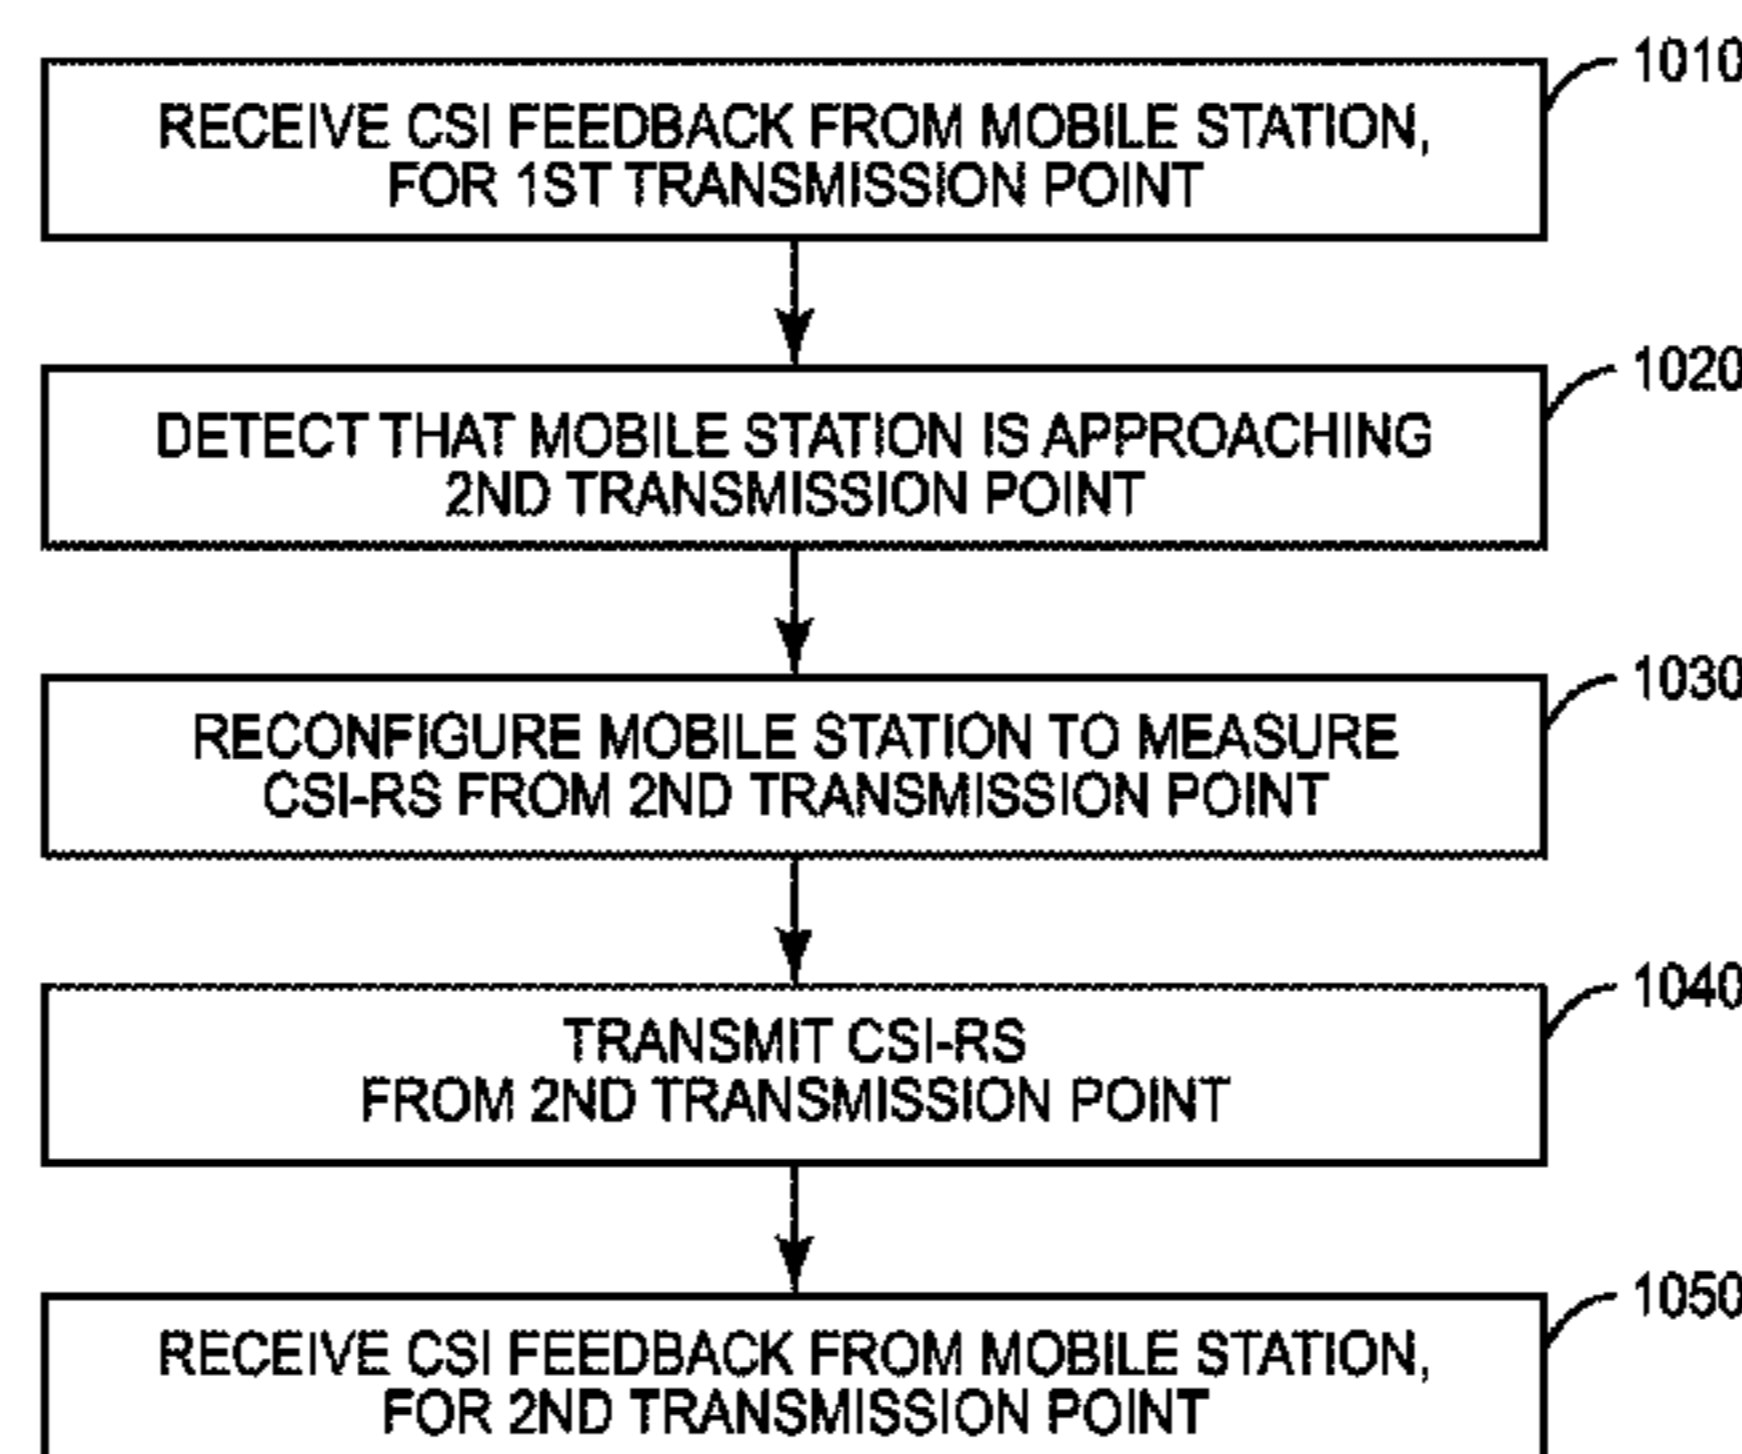 1010
RECEIVE CSI FEEDBACK FROM MOBILE STATION,
FOR 1ST TRANSMISSION POINT
1020
DETECT THAT MOBILE STATION IS APPROACHING
2ND TRANSMISSION POINT
1030
RECONFIGURE MOBILE STATION TO MEASURE
CSI-RS FROM 2ND TRANSMISSION POINT
1040
TRANSMIT CSI-RS
FROM 2ND TRANSMISSION POINT
1050
RECEIVE CSI FEEDBACK FROM MOBILE STATION,
FOR 2ND TRANSMISSION POINT